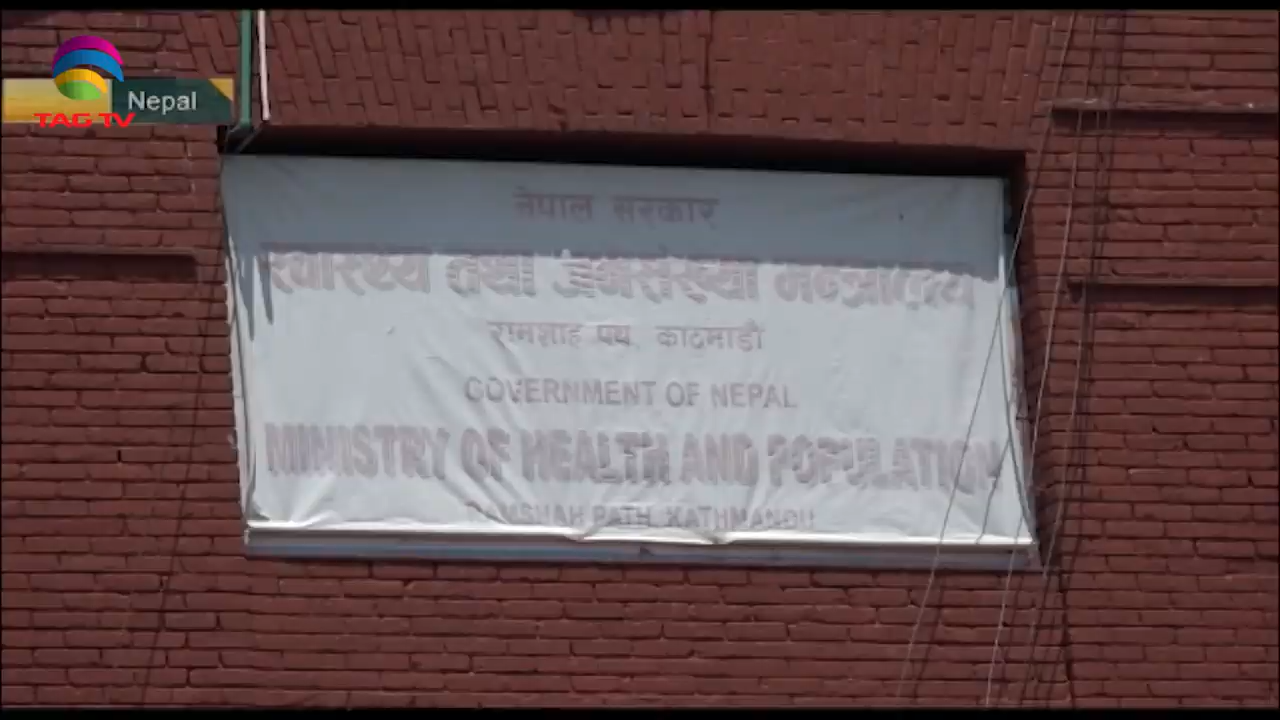 Nepal
TAG TV
नेपाल सरकार
स्वास्थ्य तथा जनसंख्या मन्त्रालय
रामशाह पथ, काठमाडौं
GOVERNMENT OF NEPAL
MINISTRY OF HEALTH AND POPULATION
RAMSHAH PATH, KATHMANDU